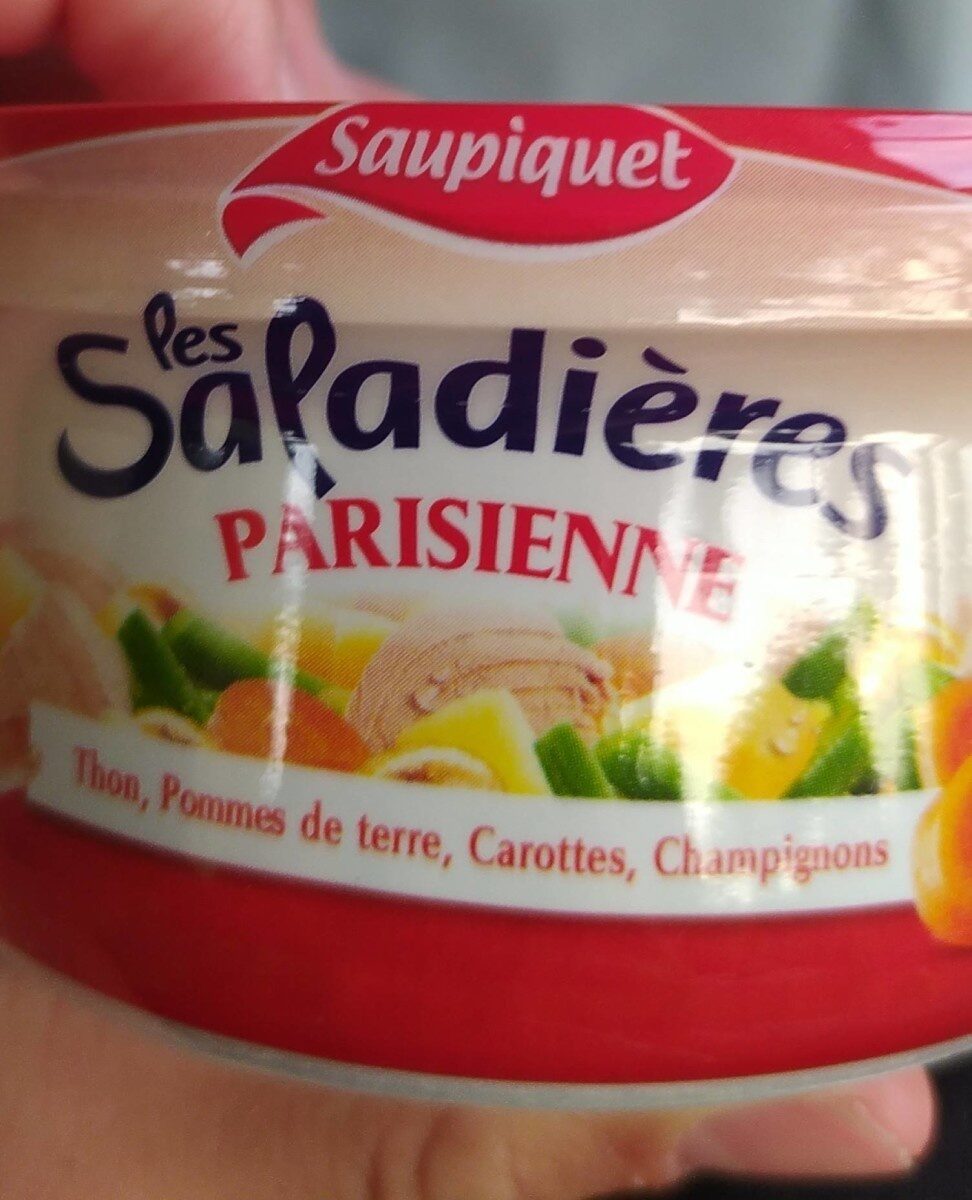 Saupiquet
les
Saladières
PARISIENNE
Thon, Pommes de terre, Carottes, Champignons